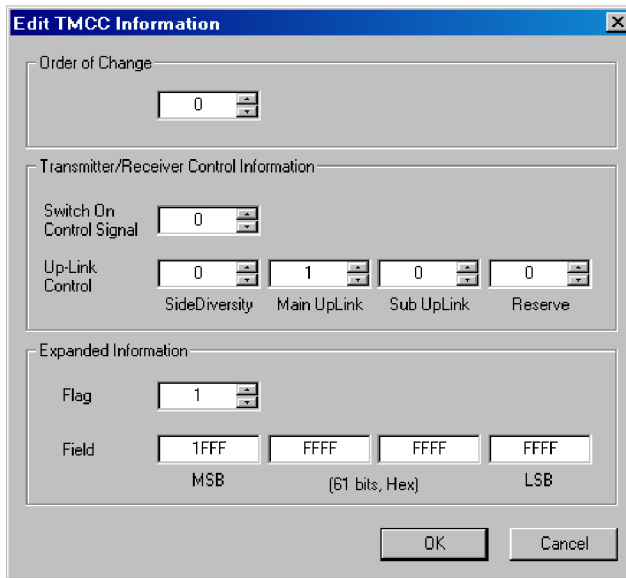 Edit TMCC Information
Order of Change
0
Transmitter/Receiver Control Information
Switch On
Control Signal
0
Up-Link
Control
0 1 0 0
SideDiversity Main UpLink Sub UpLink Reserve
Expanded Information
Flag
1
Field
1FFF FFFF FFFF FFFF
MSB (61 bits, Hex) LSB
OK Cancel